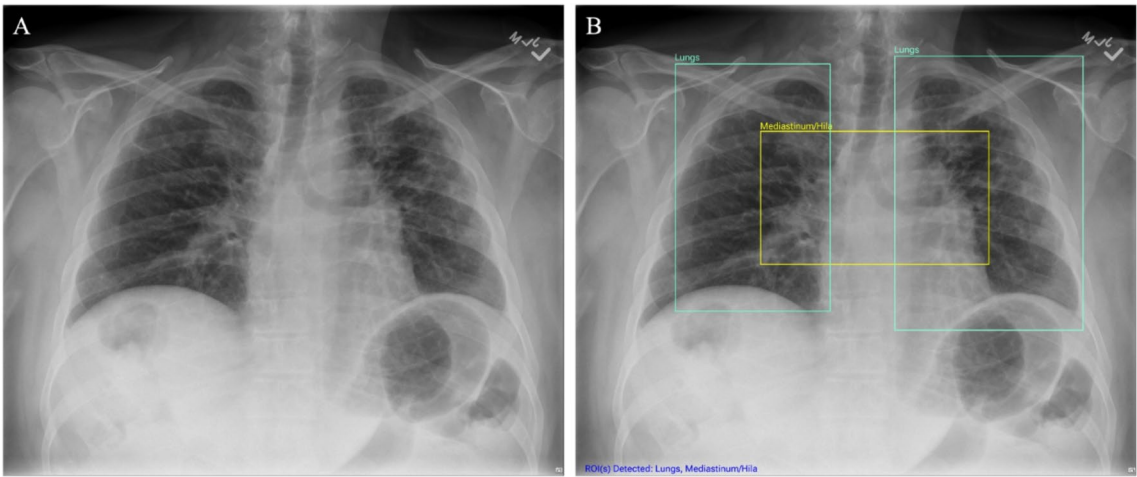 A
B
Lungs
Lungs
Mediastinum/Hila
ROI(s) Detected: Lungs, Mediastinum/Hila